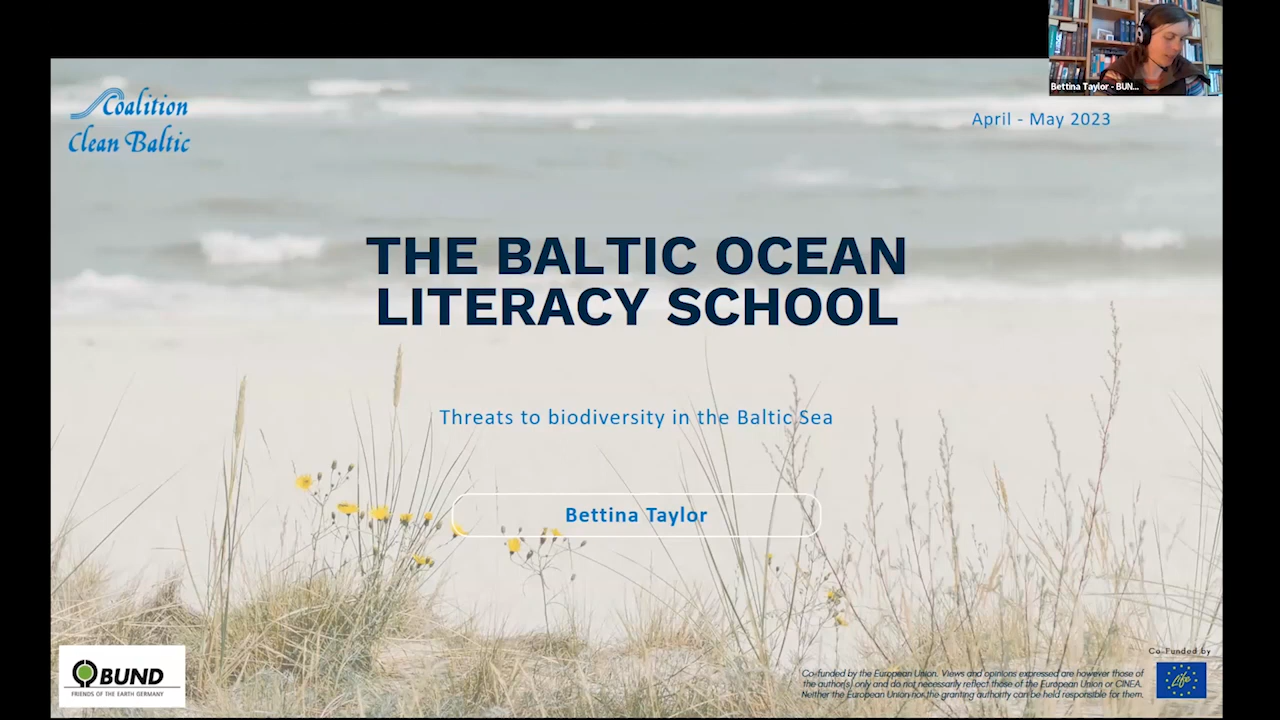 Bettina Taylor - BUN...
Coalition
Clean Baltic
April - May 2023
THE BALTIC OCEAN
LITERACY SCHOOL
Threats to biodiversity in the Baltic Sea
Bettina Taylor
BUND
FRIENDS OF THE EARTH GERMANY
Co-Funded by
Co-funded by the European Union. Views and opinions expressed are however those of
the author(s) only and do not necessarily reflect those of the European Union or CINEA.
Neither the European Union nor the granting authority can be held responsible for them.
Life